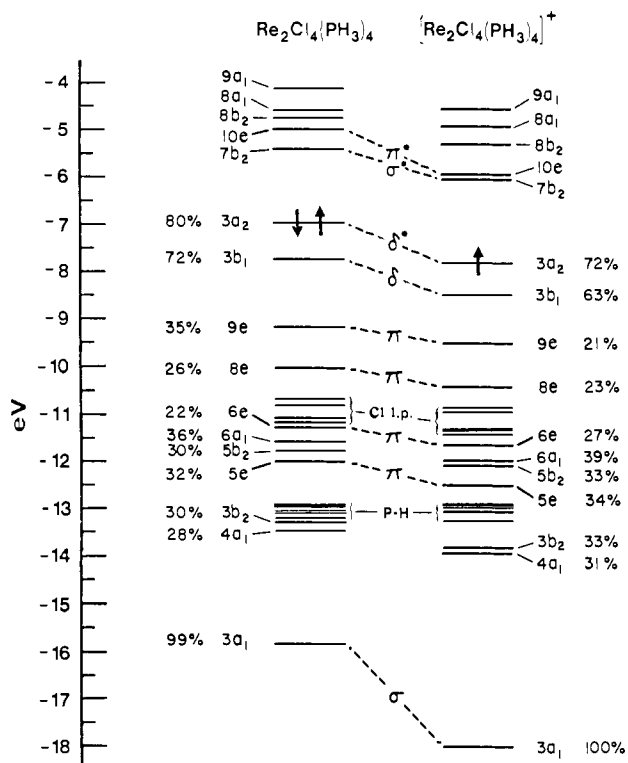 Re₂Cl₄(PH₃)₄ [Re₂Cl₄(PH₃)₄]⁺
eV
-4
-5
-6
-7
-8
-9
-10
-11
-12
-13
-14
-15
-16
-17
-18
9a₁
8a₁
8b₂
10e
7b₂
80% 3a₂
72% 3b₁
35% 9e
26% 8e
22% 6e
36% 6a₁
30% 5b₂
32% 5e
30% 3b₂
28% 4a₁
99% 3a₁
π*
σ*
δ*
δ
π
π
Cl l.p.
π
π
P-H
σ
9a₁
8a₁
8b₂
10e
7b₂
3a₂ 72%
3b₁ 63%
9e 21%
8e 23%
6e 27%
6a₁ 39%
5b₂ 33%
5e 34%
3b₂ 33%
4a₁ 31%
3a₁ 100%